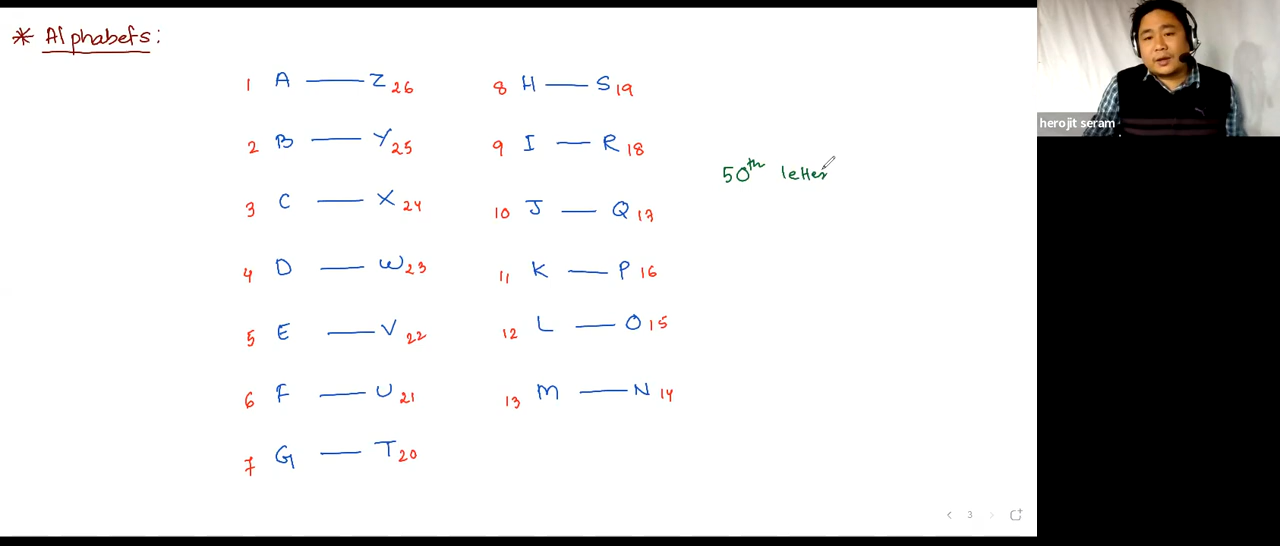 * Alphabets:
1 A — Z 26
2 B — Y 25
3 C — X 24
4 D — W 23
5 E — V 22
6 F — U 21
7 G — T 20
8 H — S 19
9 I — R 18
10 J — Q 17
11 K — P 16
12 L — O 15
13 M — N 14
50th letter
herojit seram
3